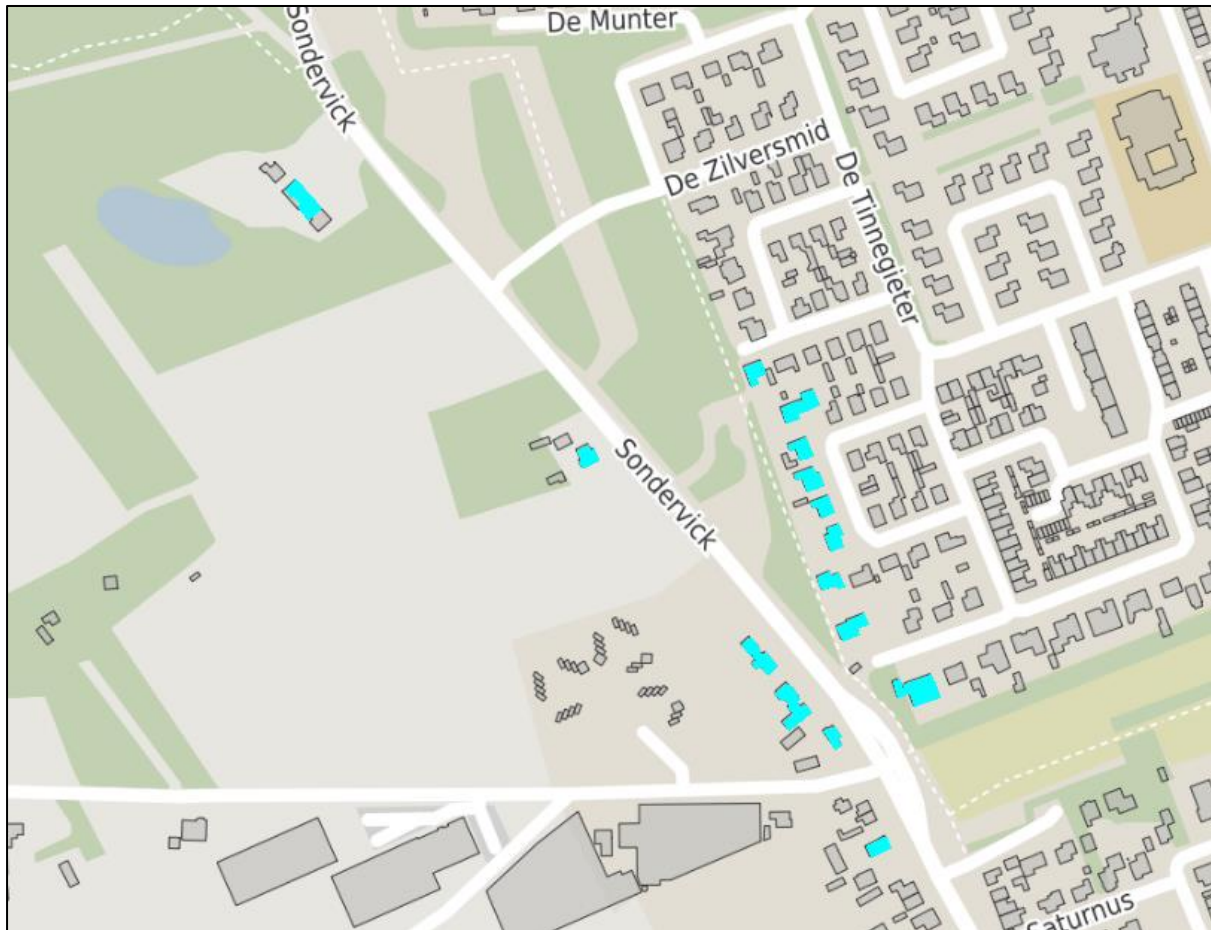 De Munter
Sondervick
De Zilversmid
De Tinnegieter
Sondervick
Saturnus